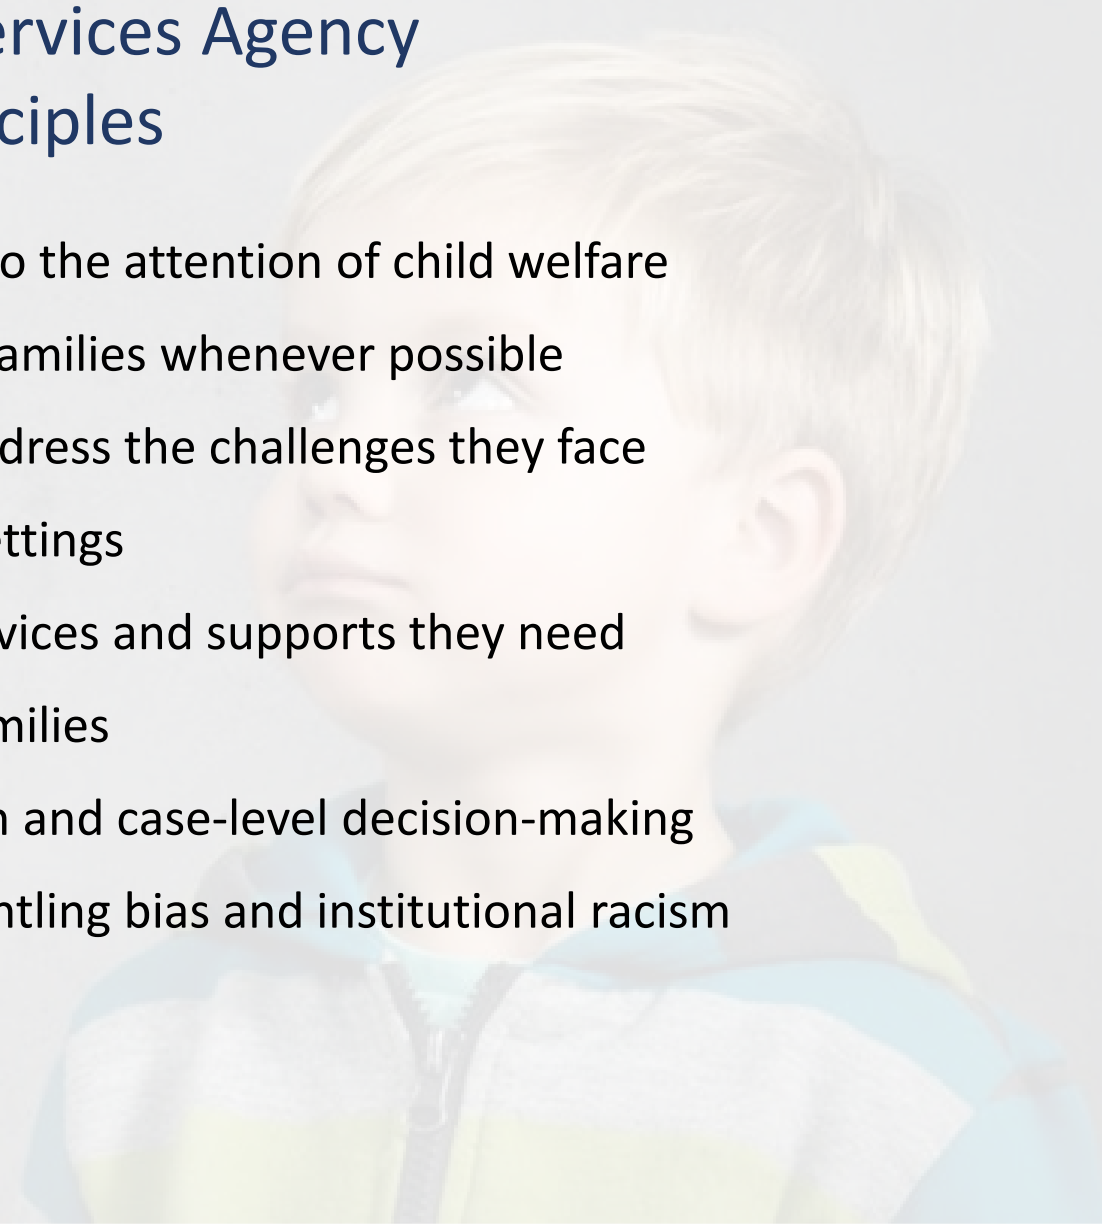 ervices Agency
ciples
o the attention of child welfare
amilies whenever possible
dress the challenges they face
ettings
vices and supports they need
milies
n and case-level decision-making
ntling bias and institutional racism